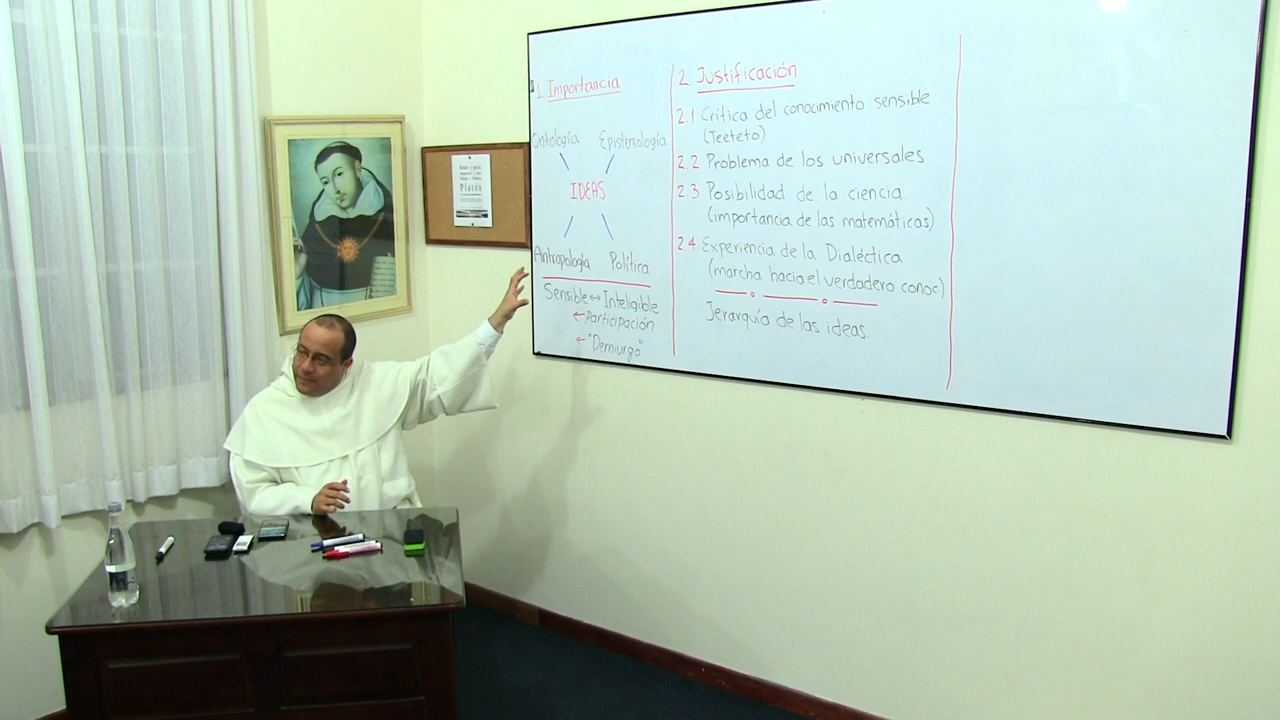 1. Importancia
Ontología Epistemología
IDEAS
Antropología Política
Sensible ↔ Inteligible
← Participación
← "Demiurgo"
2 Justificación
2.1 Crítica del conocimiento sensible
(Teeteto)
2.2 Problema de los universales
2.3 Posibilidad de la ciencia
(importancia de las matemáticas)
2.4 Experiencia de la Dialéctica
(marcha hacia el verdadero conoc)
Jerarquía de las ideas.
Platón